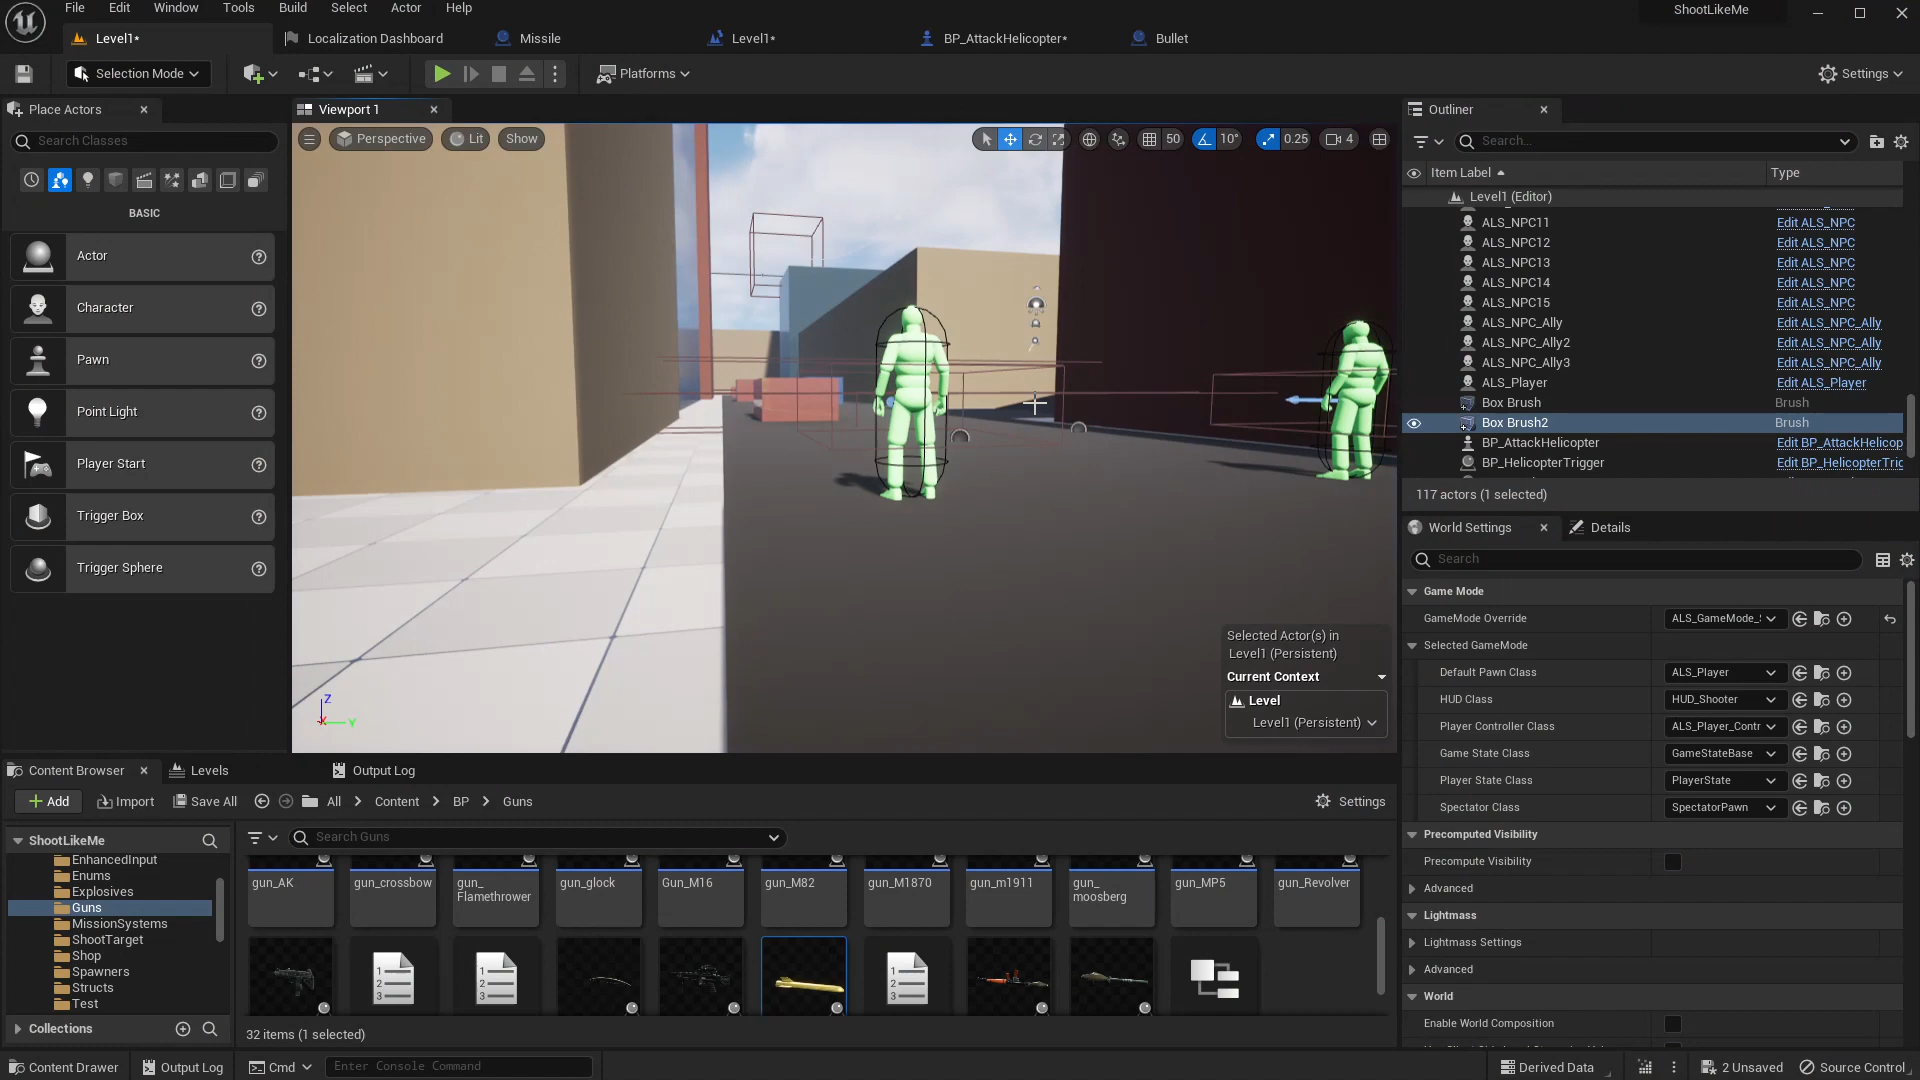 File Edit Window Tools Build Select Actor Help
ShootLikeMe
Level1*
Localization Dashboard
Missile
Level1*
BP_AttackHelicopter*
Bullet
Selection Mode
Platforms
Settings
Place Actors
Viewport 1
Outliner
Search Classes
Perspective
Lit
Show
50
10°
0.25
4
Search...
Item Label
Type
BASIC
Level1 (Editor)
Actor
ALS_NPC11 Edit ALS_NPC
ALS_NPC12 Edit ALS_NPC
ALS_NPC13 Edit ALS_NPC
ALS_NPC14 Edit ALS_NPC
ALS_NPC15 Edit ALS_NPC
ALS_NPC_Ally Edit ALS_NPC_Ally
ALS_NPC_Ally2 Edit ALS_NPC_Ally
ALS_NPC_Ally3 Edit ALS_NPC_Ally
ALS_Player Edit ALS_Player
Box Brush Brush
Box Brush2 Brush
BP_AttackHelicopter Edit BP_AttackHelicop
BP_HelicopterTrigger Edit BP_HelicopterTric
Character
Pawn
Point Light
Player Start
Trigger Box
Trigger Sphere
117 actors (1 selected)
World Settings
Details
Search
Game Mode
GameMode Override ALS_GameMode_
Selected GameMode
Default Pawn Class ALS_Player
HUD Class HUD_Shooter
Player Controller Class ALS_Player_Contr
Game State Class GameStateBase
Player State Class PlayerState
Spectator Class SpectatorPawn
Precomputed Visibility
Precompute Visibility
Advanced
Lightmass
Lightmass Settings
Advanced
World
Enable World Composition
Selected Actor(s) in
Level1 (Persistent)
Current Context
Level
Level1 (Persistent)
Z
X
Y
Content Browser
Levels
Output Log
Add
Import
Save All
All
Content
BP
Guns
Settings
ShootLikeMe
Search Guns
EnhancedInput
Enums
Explosives
Guns
MissionSystems
ShootTarget
Shop
Spawners
Structs
Test
Collections
gun_AK
gun_crossbow
gun_
Flamethrower
gun_glock
Gun_M16
gun_M82
gun_M1870
gun_m1911
gun_
moosberg
gun_MP5
gun_Revolver
32 items (1 selected)
Content Drawer
Output Log
Cmd
Enter Console Command
Derived Data
2 Unsaved
Source Control